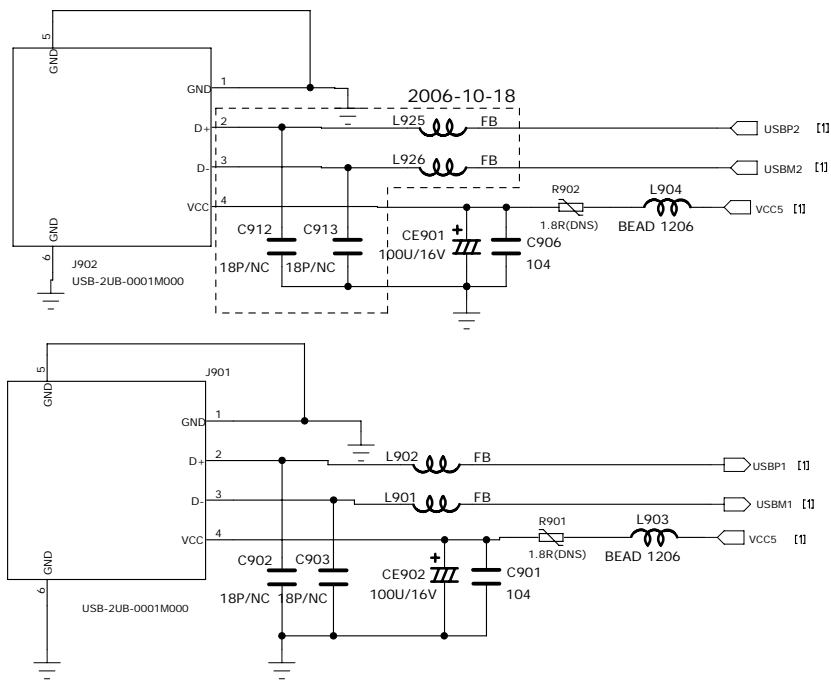 5
GND
GND 1
2006-10-18
D+ 2
L925 FB
USBP2 [1]
D- 3
L926 FB
USBM2 [1]
VCC 4
R902
1.8R(DNS)
L904
BEAD 1206
VCC5 [1]
GND
6
C912
18P/NC
C913
18P/NC
CE901
+
100U/16V
C906
104
J902
USB-2UB-0001M000
5
GND
J901
GND 1
D+ 2
L902 FB
USBP1 [1]
D- 3
L901 FB
USBM1 [1]
VCC 4
R901
1.8R(DNS)
L903
BEAD 1206
VCC5 [1]
GND
6
C902
18P/NC
C903
18P/NC
CE902
+
100U/16V
C901
104
USB-2UB-0001M000